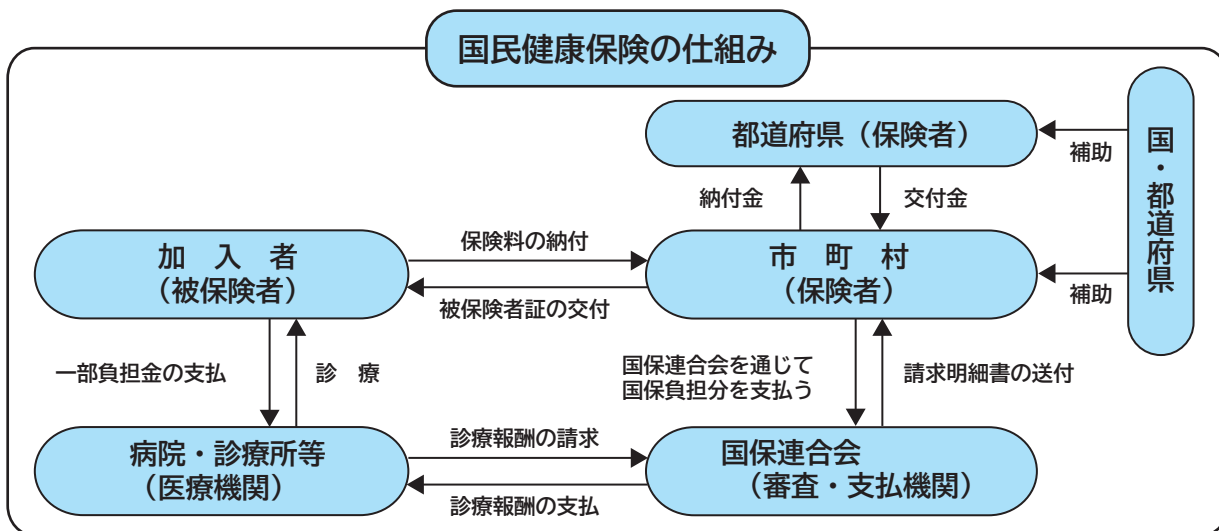 国民健康保険の仕組み
都道府県（保険者）
補助
国・都道府県
納付金
交付金
加　入　者
（被保険者）
保険料の納付
市　町　村
（保険者）
被保険者証の交付
補助
一部負担金の支払
診　療
国保連合会を通じて
国保負担分を支払う
請求明細書の送付
病院・診療所等
（医療機関）
診療報酬の請求
国保連合会
（審査・支払機関）
診療報酬の支払